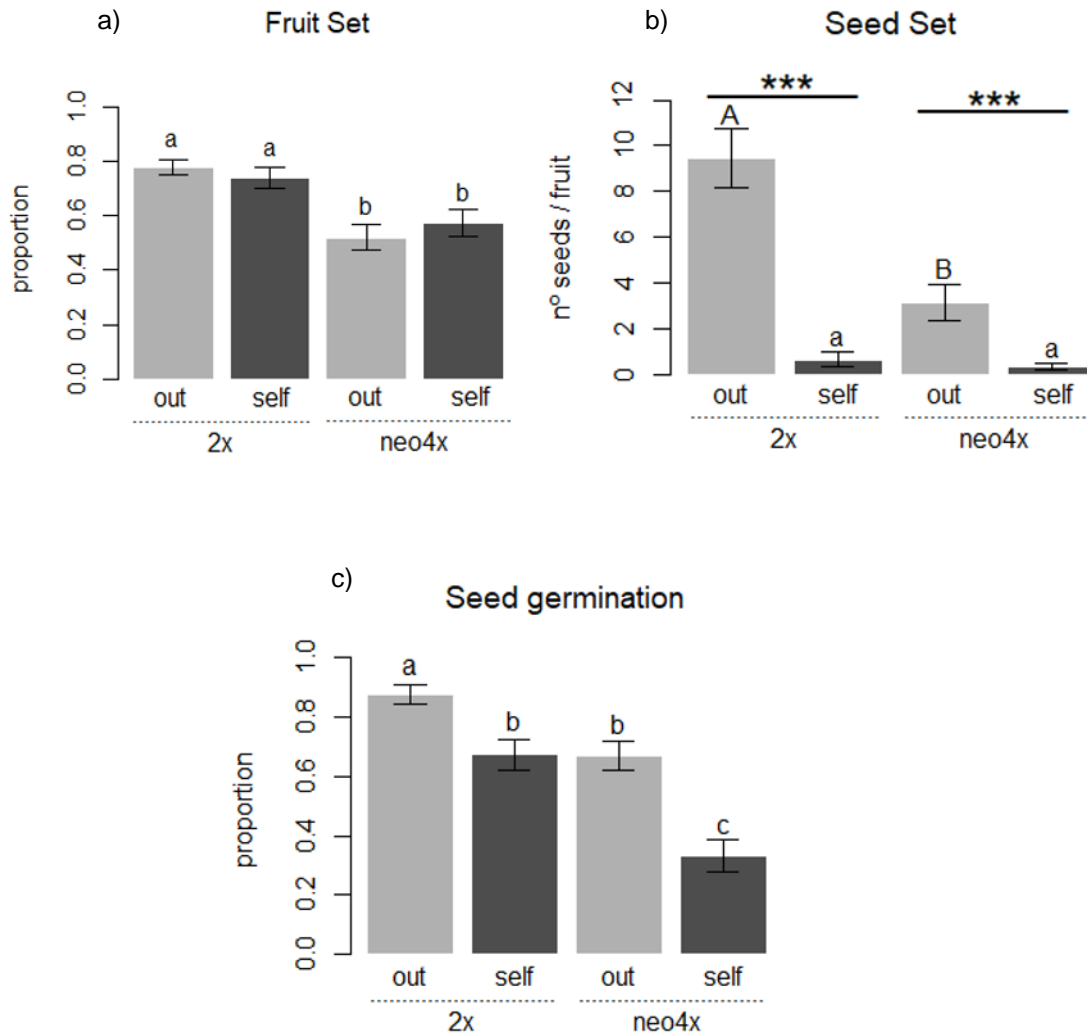 a)
Fruit Set
proportion
1.0
0.8
0.6
0.4
0.2
0.0
a a b b
out self out self
2x neo4x
b)
Seed Set
nº seeds / fruit
12
10
8
6
4
2
0
*** ***
A a B a
out self out self
2x neo4x
c)
Seed germination
proportion
1.0
0.8
0.6
0.4
0.2
0.0
a b b c
out self out self
2x neo4x